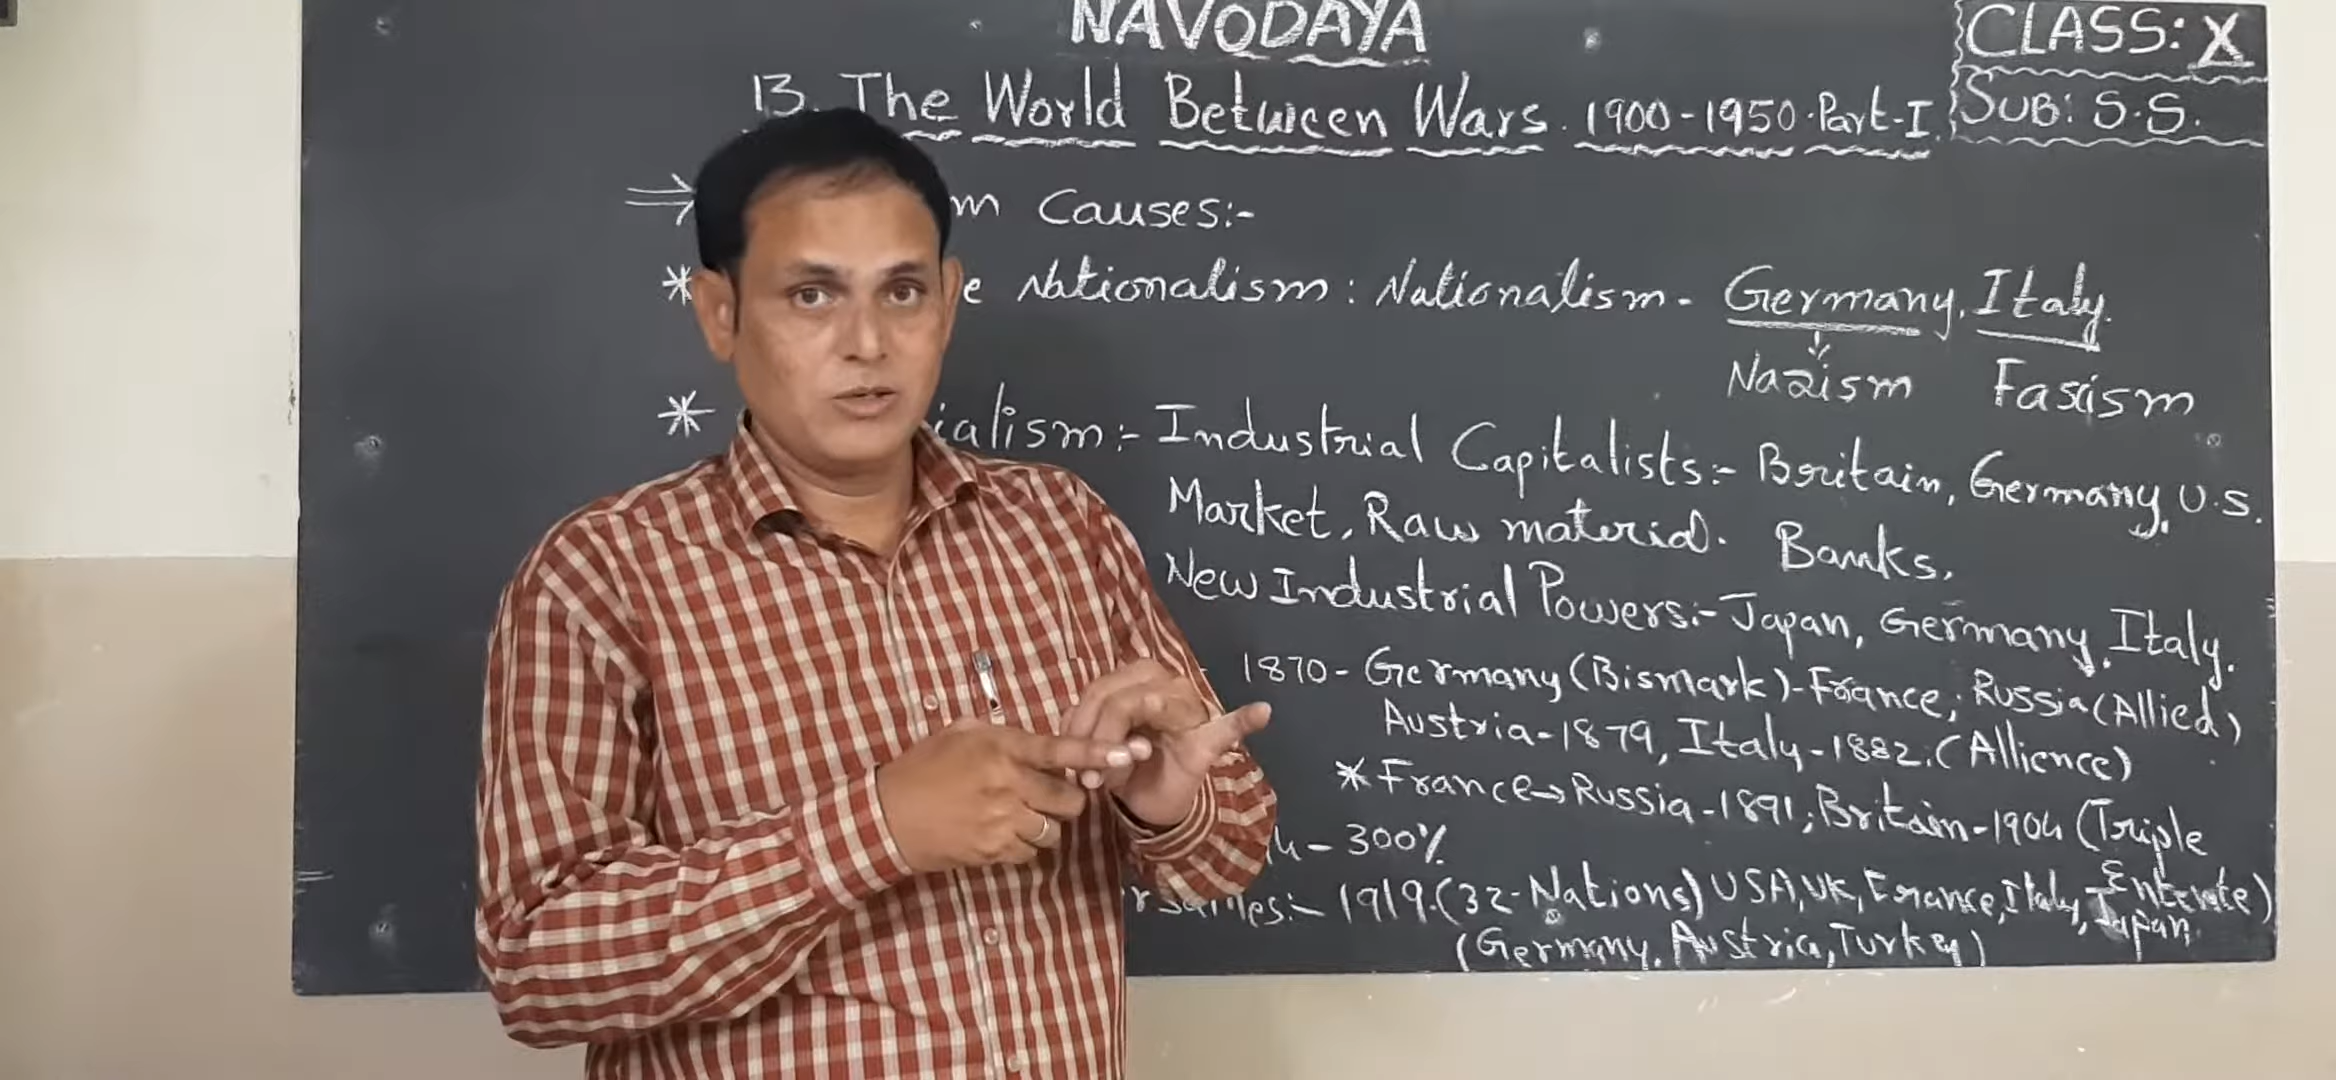 NAVODAYA
CLASS: X
SUB: S.S.
13. The World Between Wars. 1900-1950. Part-I.
⇒ m Causes:-
* e Nationalism: Nationalism - Germany, Italy.
Nazism Fascism
* ialism:- Industrial Capitalists:- Britain, Germany, U.S.
Market, Raw material. Banks,
New Industrial Powers:- Japan, Germany, Italy.
1870- Germany (Bismark)-France; Russia (Allied)
Austria-1879, Italy-1882. (Allience)
* France→Russia-1891; Britain-1904 (Triple
Entente)
14-300%
rsailles:- 1919. (32-Nations) USA, UK, France, Italy, Japan,
(Germany, Austria, Turkey)